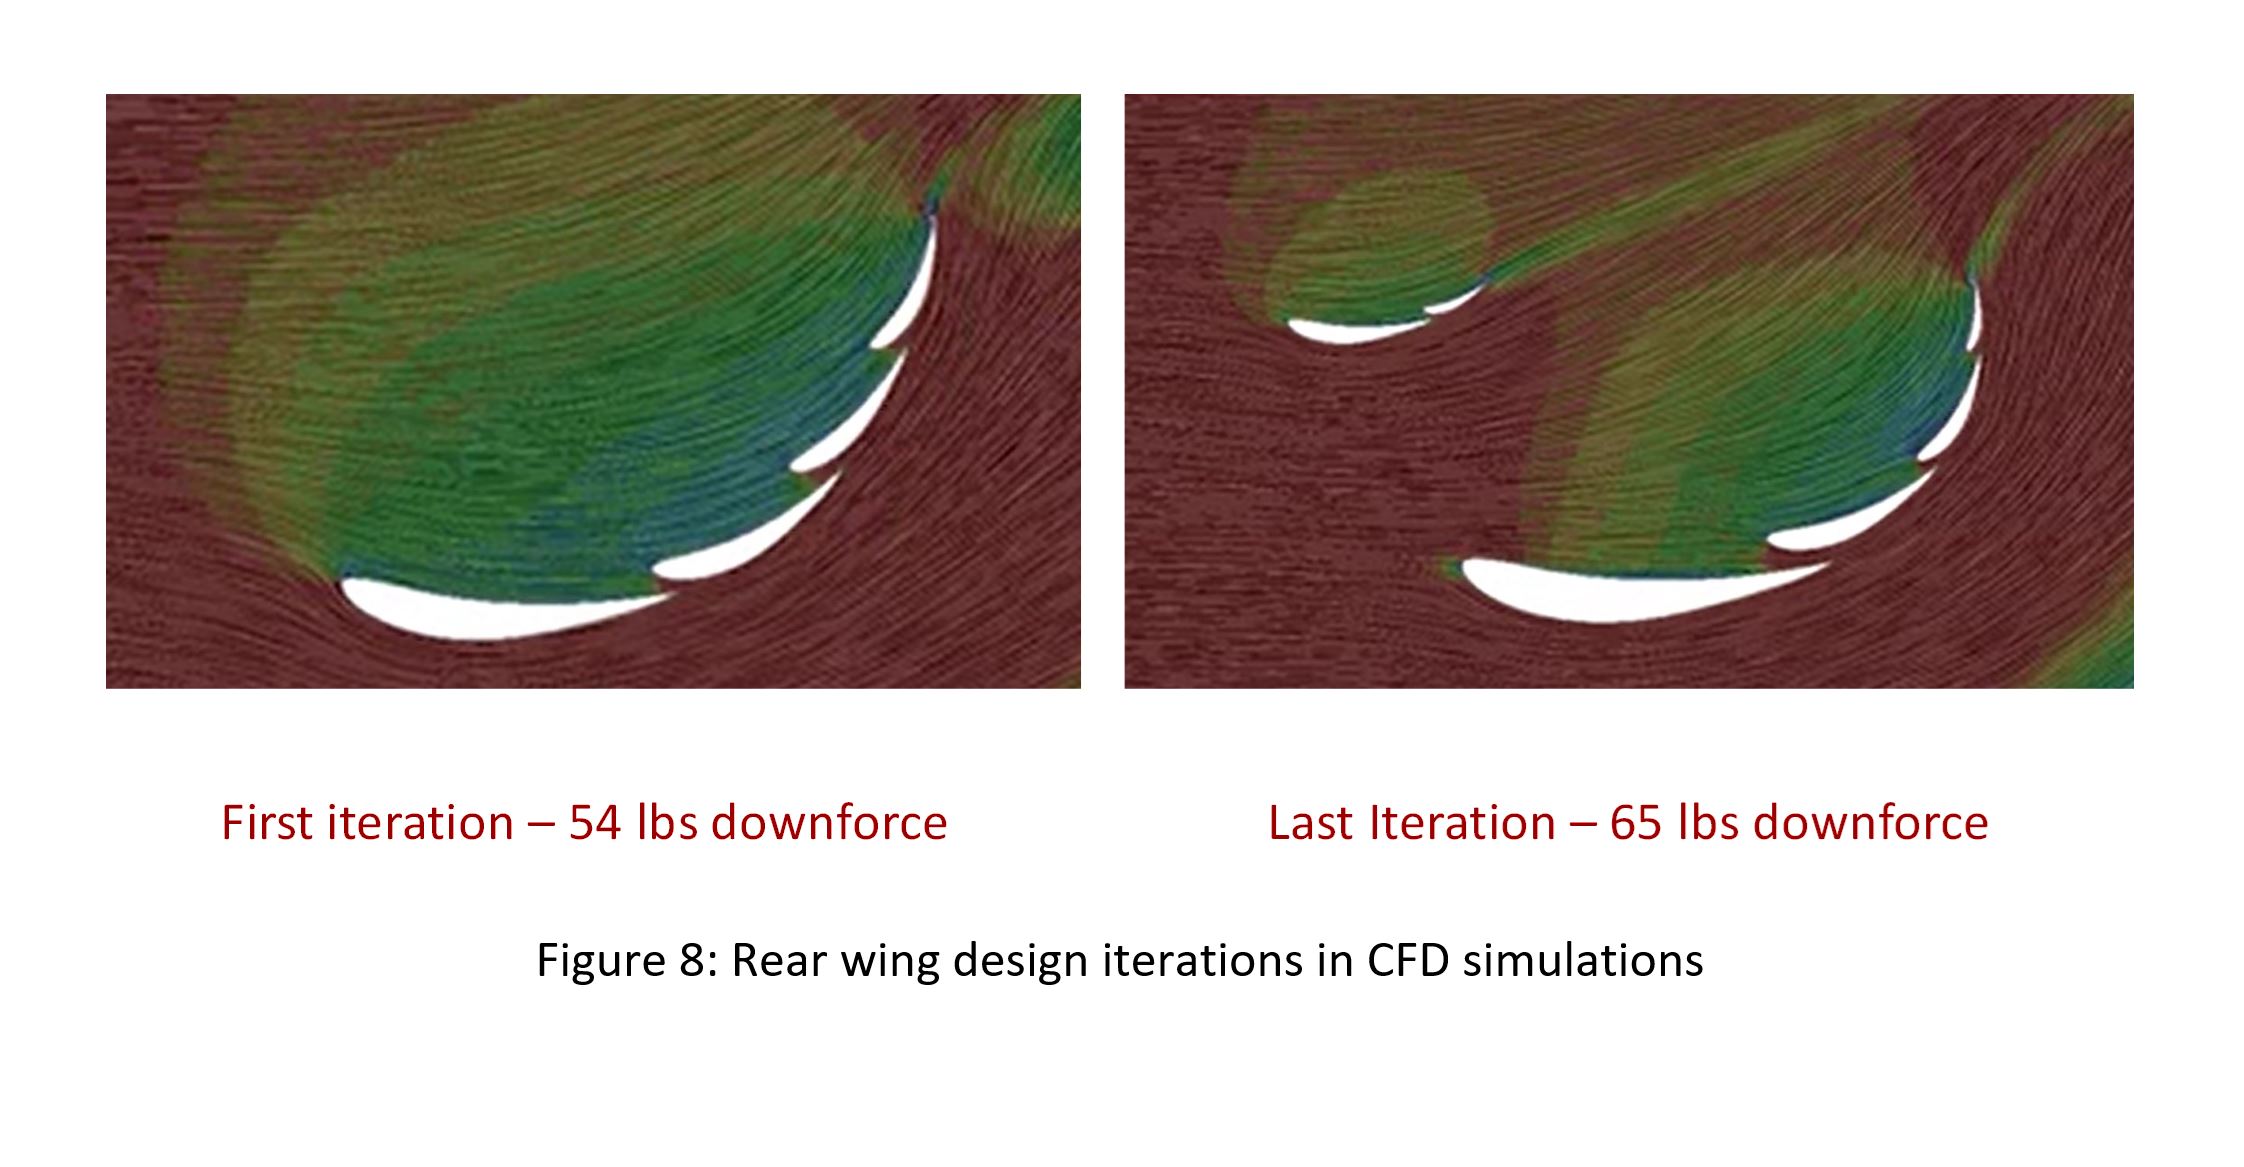 First iteration – 54 lbs downforce
Last Iteration – 65 lbs downforce
Figure 8: Rear wing design iterations in CFD simulations